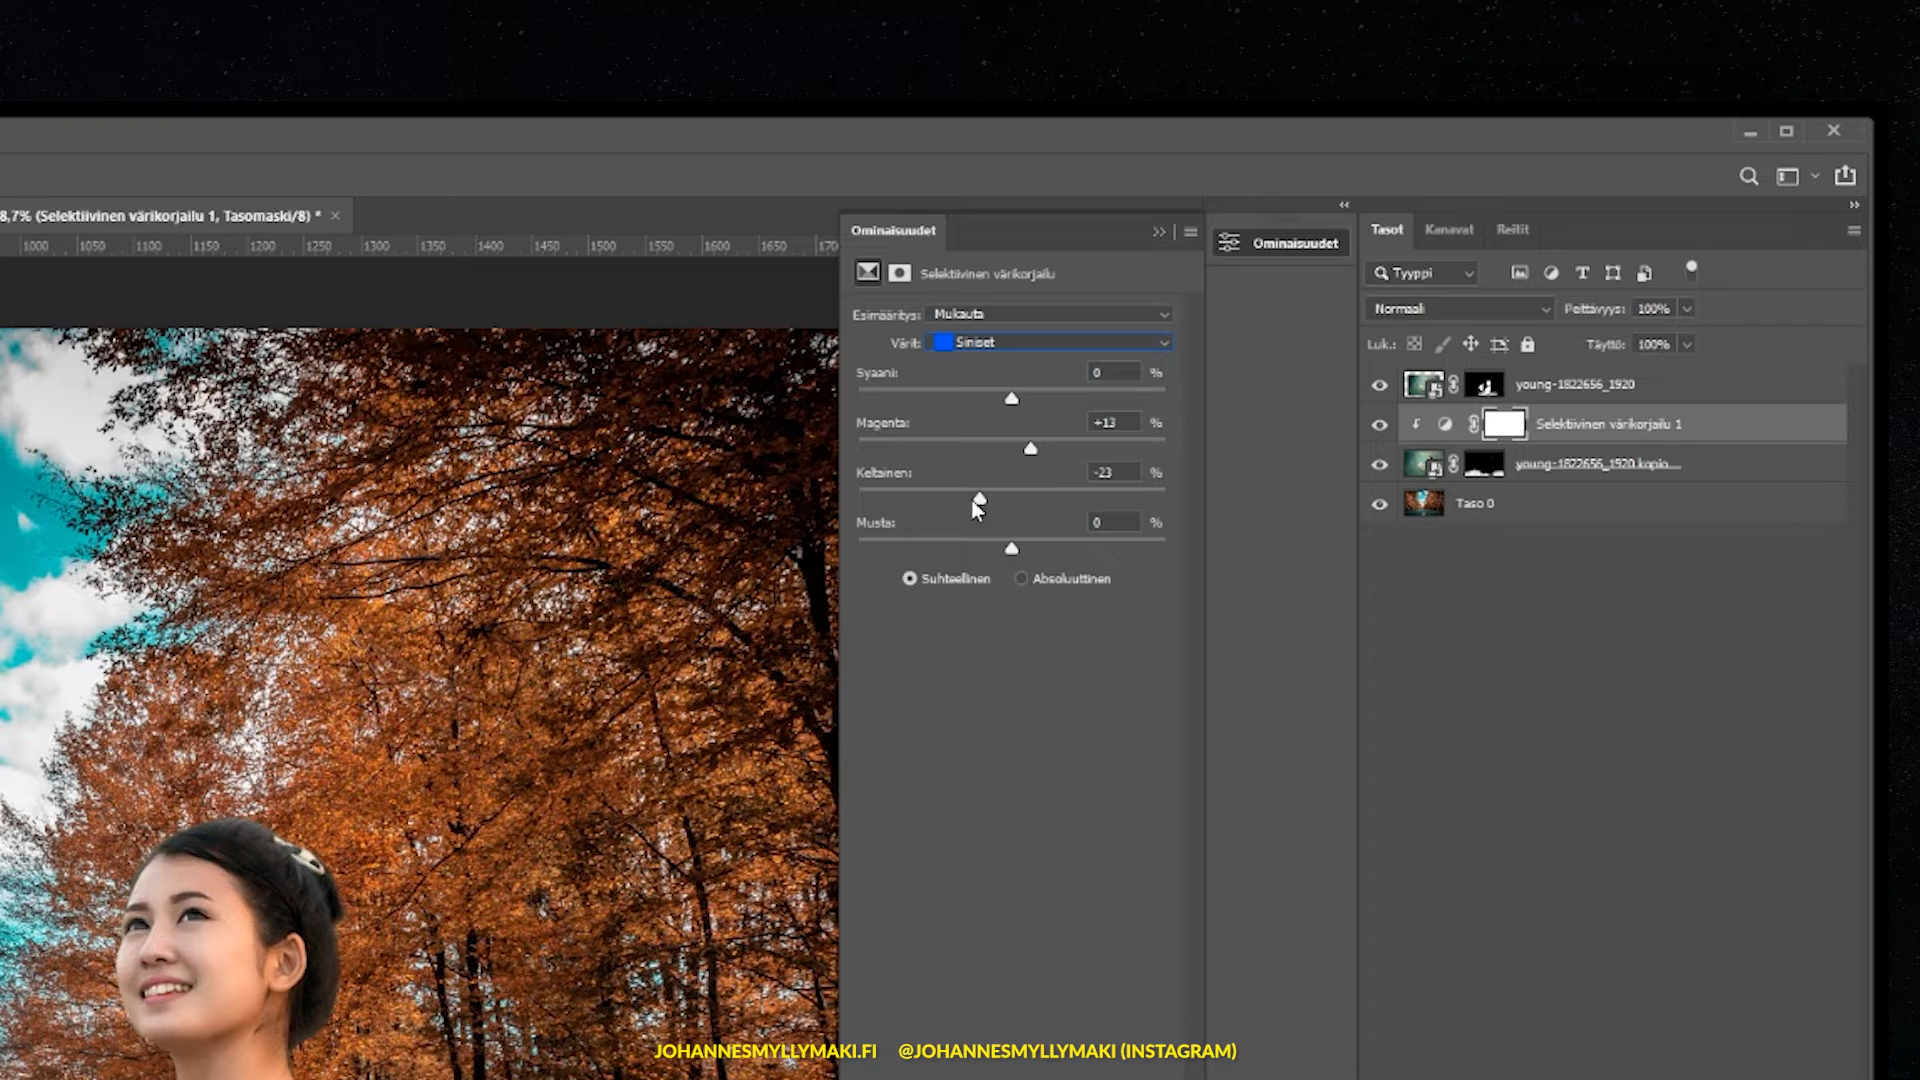 8,7% (Selektiivinen värikorjailu 1, Tasomaski/8) *
1000 1050 1100 1150 1200 1250 1300 1350 1400 1450 1500 1550 1600 1650 1700
Ominaisuudet
Selektiivinen värikorjailu
Esimääritys: Mukauta
Värit: Siniset
Syaani: 0 %
Magenta: +13 %
Keltainen: -23 %
Musta: 0 %
Suhteellinen Absoluuttinen
Ominaisuudet
Tasot Kanavat Reitit
Tyyppi
Normaali Peittävyys: 100%
Luk.: Täyttö: 100%
young-1822656_1920
Selektiivinen värikorjailu 1
young-1822656_1920 kopio...
Taso 0
JOHANNESMYLLYMAKI.FI @JOHANNESMYLLYMAKI (INSTAGRAM)